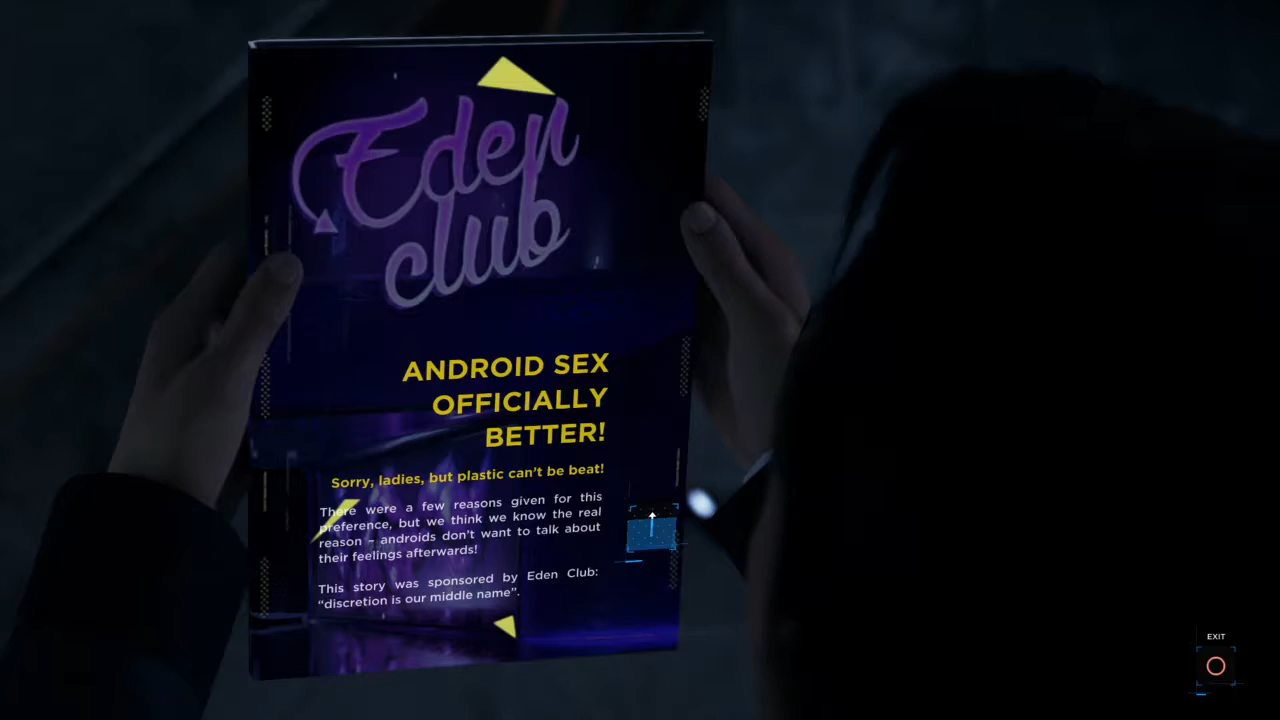 Eden
club
ANDROID SEX
OFFICIALLY
BETTER!
Sorry, ladies, but plastic can't be beat!
There were a few reasons given for this
preference, but we think we know the real
reason – androids don't want to talk about
their feelings afterwards!
This story was sponsored by Eden Club:
“discretion is our middle name”.
EXIT